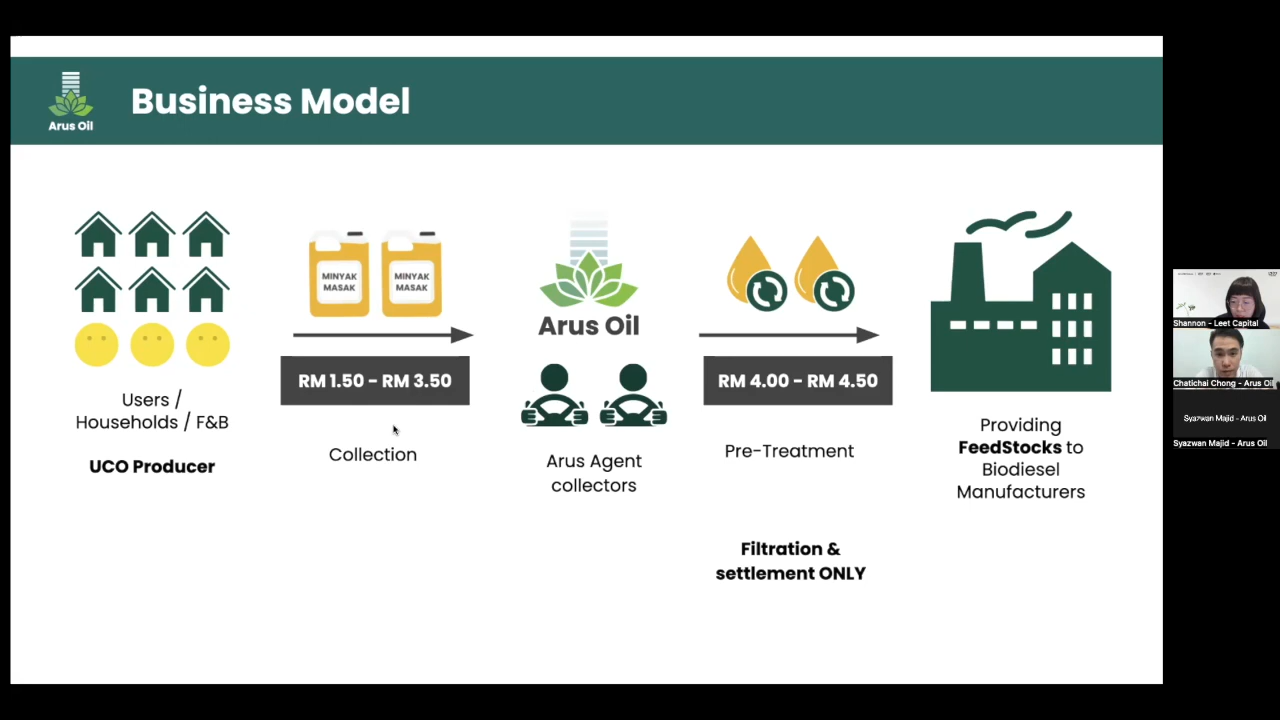 Arus Oil
Business Model
MINYAK
MASAK
MINYAK
MASAK
Arus Oil
RM 1.50 - RM 3.50
RM 4.00 - RM 4.50
Users /
Households / F&B
UCO Producer
Collection
Arus Agent
collectors
Pre-Treatment
Filtration &
settlement ONLY
Providing
FeedStocks to
Biodiesel
Manufacturers
Shannon - Leet Capital
Chatichai Chong - Arus Oil
Syazwan Majid - Arus Oil
Syazwan Majid - Arus Oil